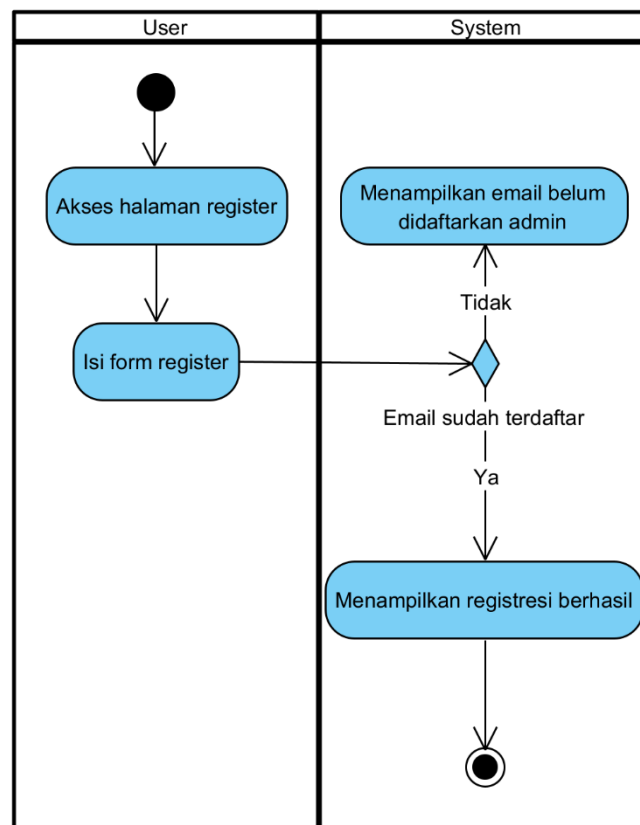 User
System
Akses halaman register
Menampilkan email belum
didaftarkan admin
Tidak
Isi form register
Email sudah terdaftar
Ya
Menampilkan registresi berhasil